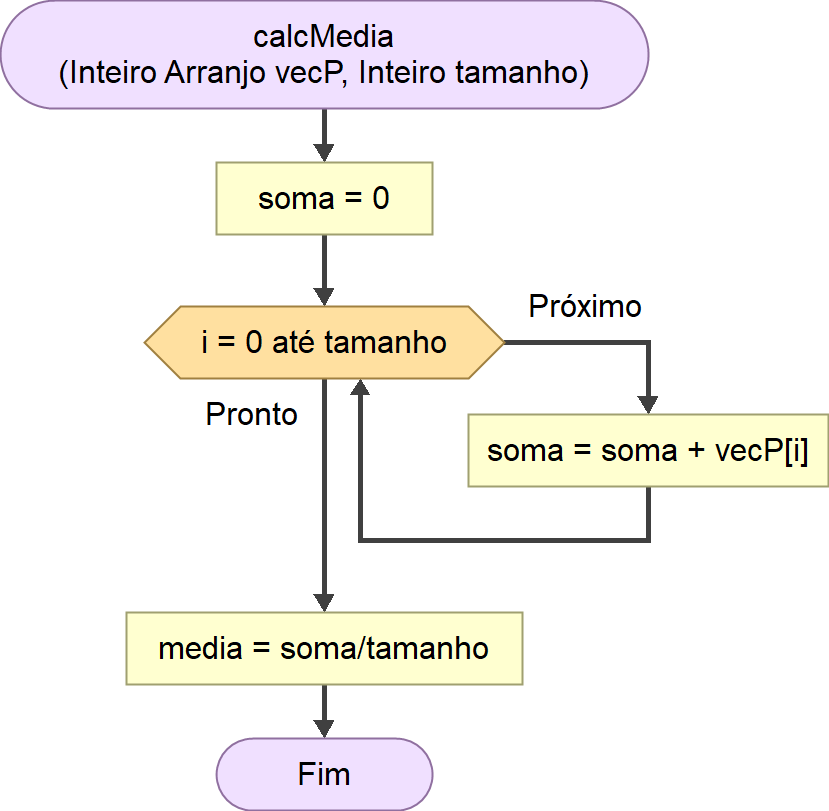 calcMedia
(Inteiro Arranjo vecP, Inteiro tamanho)
soma = 0
i = 0 até tamanho
Próximo
Pronto
soma = soma + vecP[i]
media = soma/tamanho
Fim